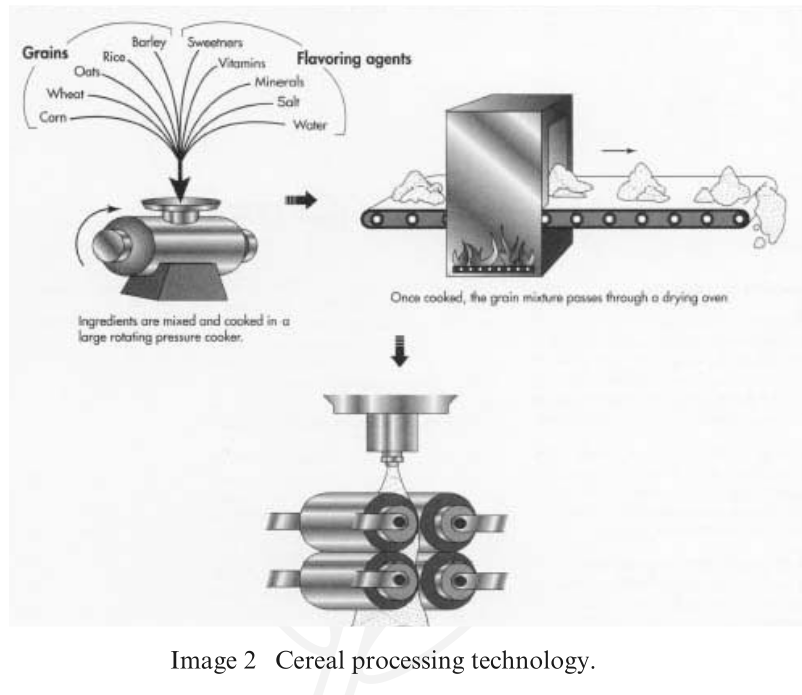 Grains
Barley
Rice
Oats
Wheat
Corn
Sweetners
Vitamins
Minerals
Salt
Water
Flavoring agents
Ingredients are mixed and cooked in a
large rotating pressure cooker.
Once cooked, the grain mixture passes through a drying oven
Image 2 Cereal processing technology.